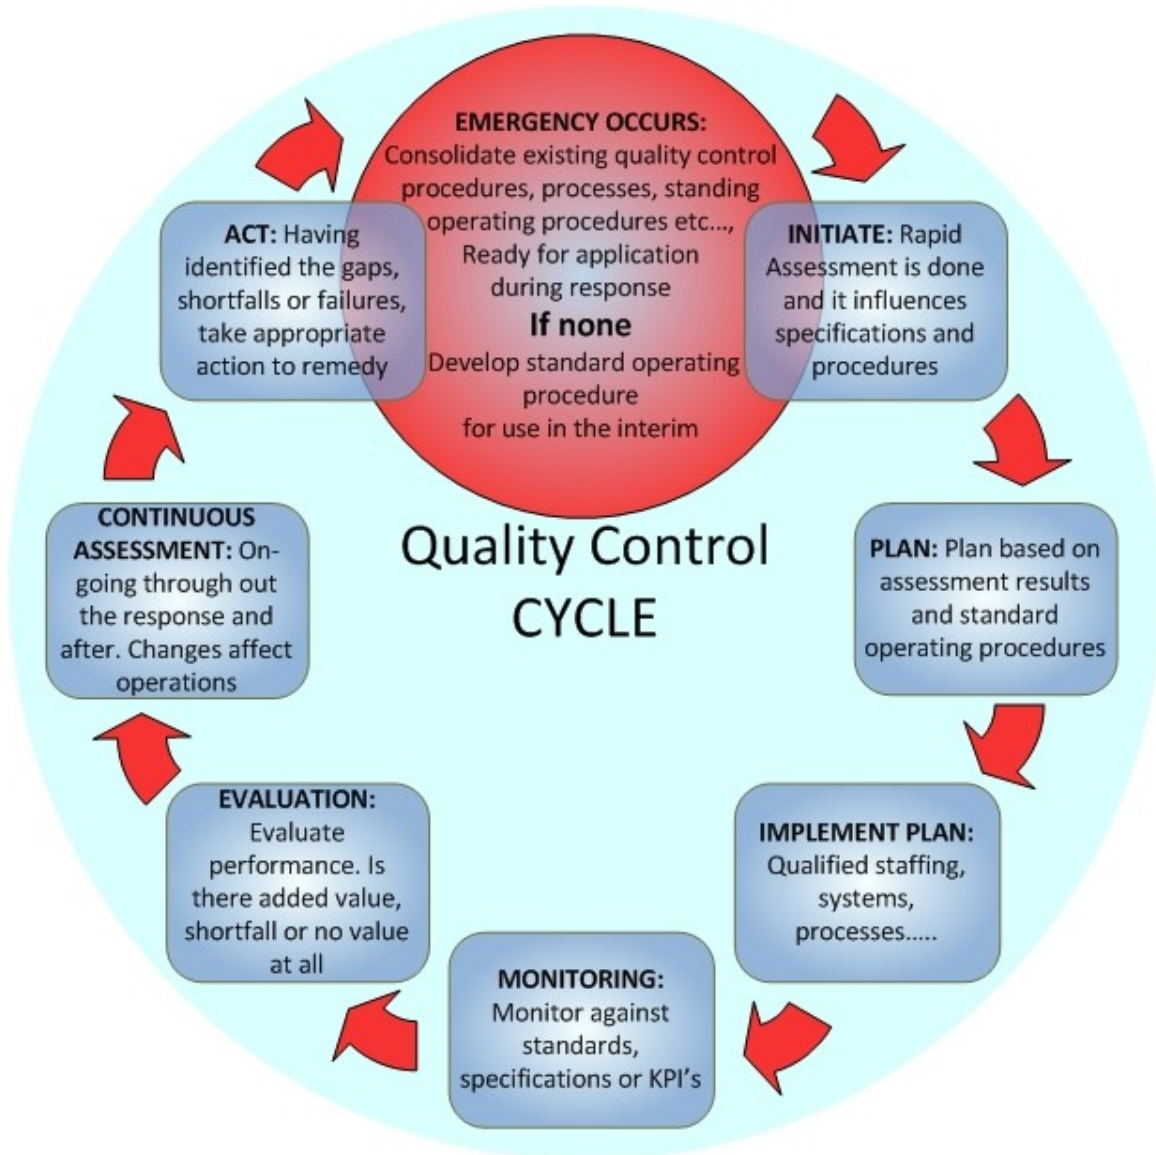 EMERGENCY OCCURS:
Consolidate existing quality control
procedures, processes, standing
operating procedures etc...,
Ready for application
during response
If none
Develop standard operating
procedure
for use in the interim
INITIATE: Rapid
Assessment is done
and it influences
specifications and
procedures
PLAN: Plan based on
assessment results
and standard
operating procedures
IMPLEMENT PLAN:
Qualified staffing,
systems,
processes.....
MONITORING:
Monitor against
standards,
specifications or KPI's
EVALUATION:
Evaluate
performance. Is
there added value,
shortfall or no value
at all
CONTINUOUS
ASSESSMENT: On-
going through out
the response and
after. Changes affect
operations
ACT: Having
identified the gaps,
shortfalls or failures,
take appropriate
action to remedy
Quality Control
CYCLE